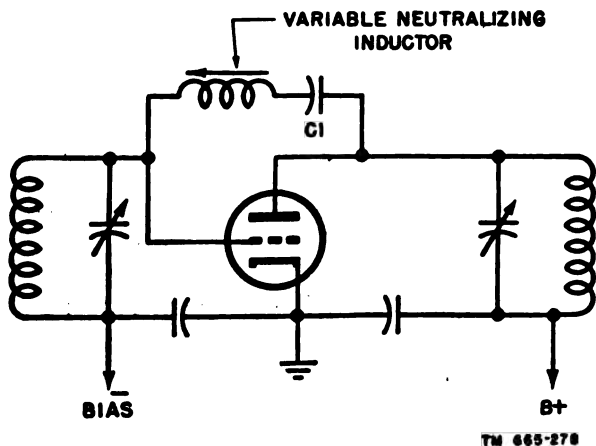 VARIABLE NEUTRALIZING
INDUCTOR
C1
BIAS
B+
TM 665-278